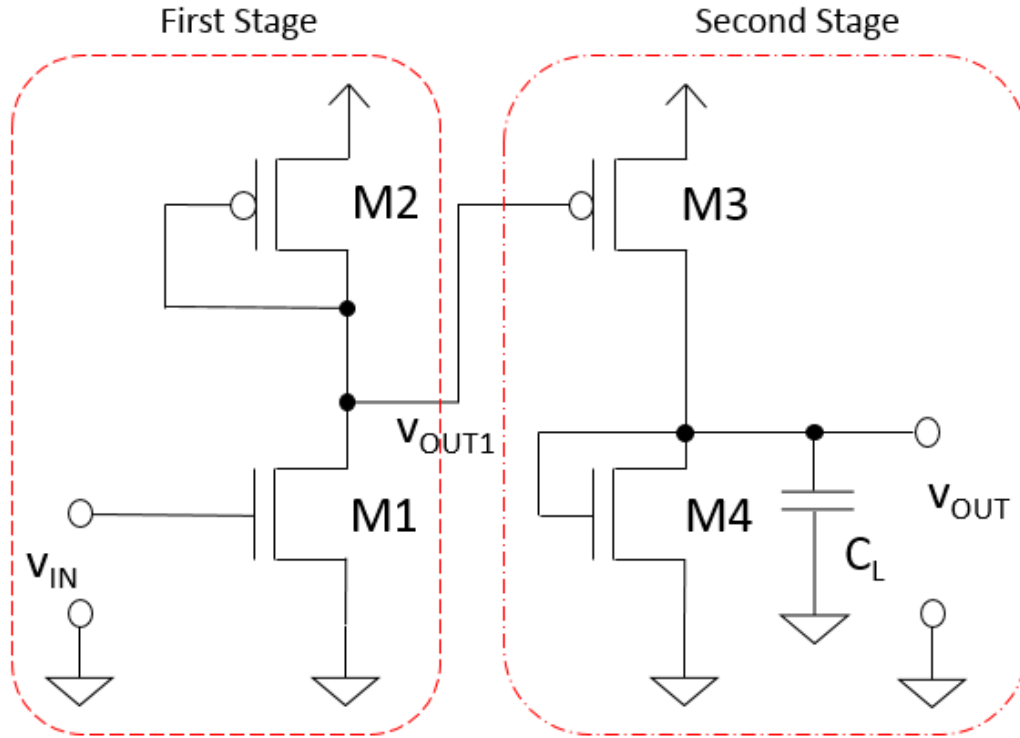 First Stage
Second Stage
M2
M3
vOUT1
M1
M4
vIN
vOUT
CL